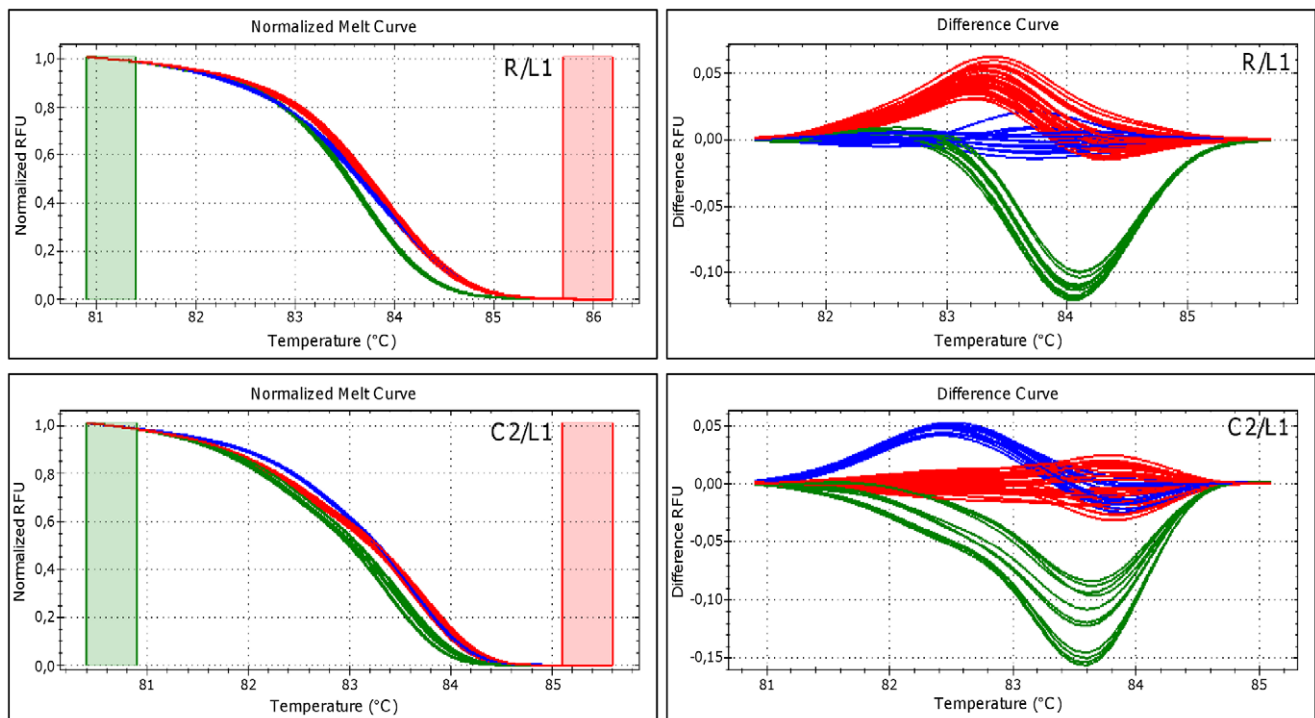 Normalized Melt Curve
R/L1
Normalized RFU
1,0
0,8
0,6
0,4
0,2
0,0
81
82
83
84
85
86
Temperature (°C)
Difference Curve
R/L1
Difference RFU
0,05
0,00
-0,05
-0,10
82
83
84
85
Temperature (°C)
Normalized Melt Curve
C2/L1
Normalized RFU
1,0
0,8
0,6
0,4
0,2
0,0
81
82
83
84
85
Temperature (°C)
Difference Curve
C2/L1
Difference RFU
0,05
0,00
-0,05
-0,10
-0,15
81
82
83
84
85
Temperature (°C)